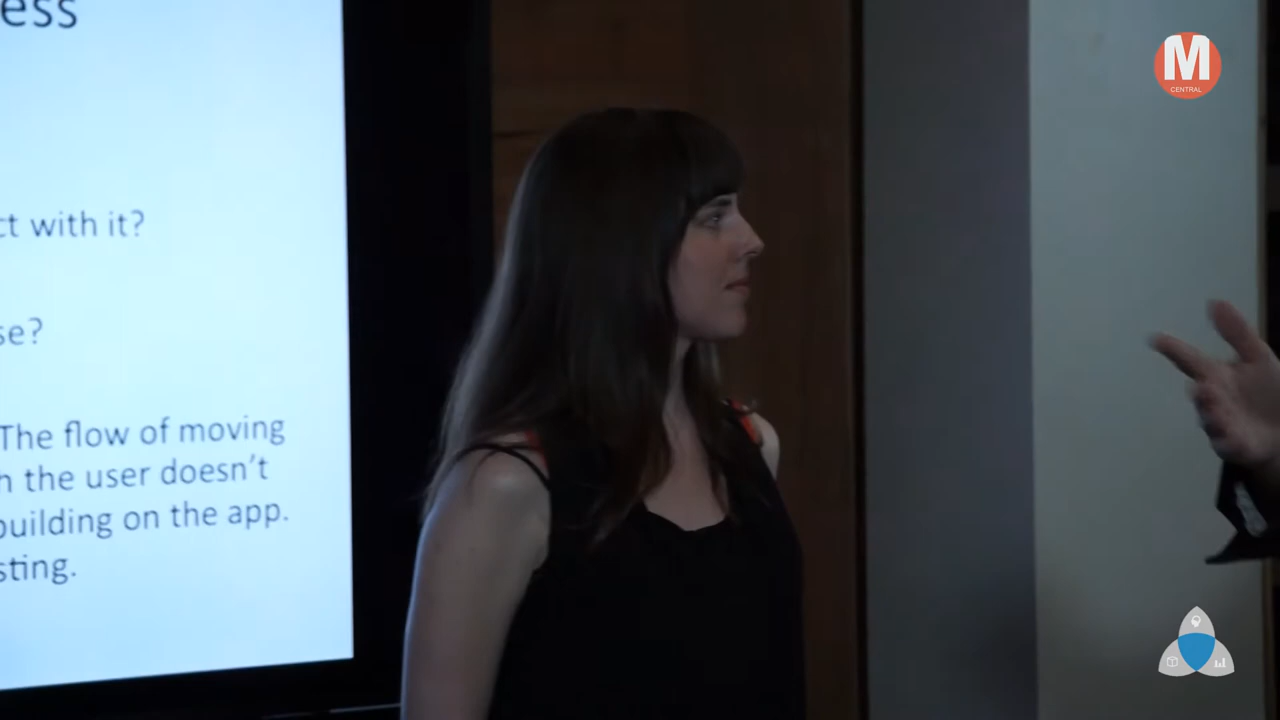 ess
ct with it?
se?
The flow of moving
h the user doesn't
building on the app.
sting.
M
CENTRAL